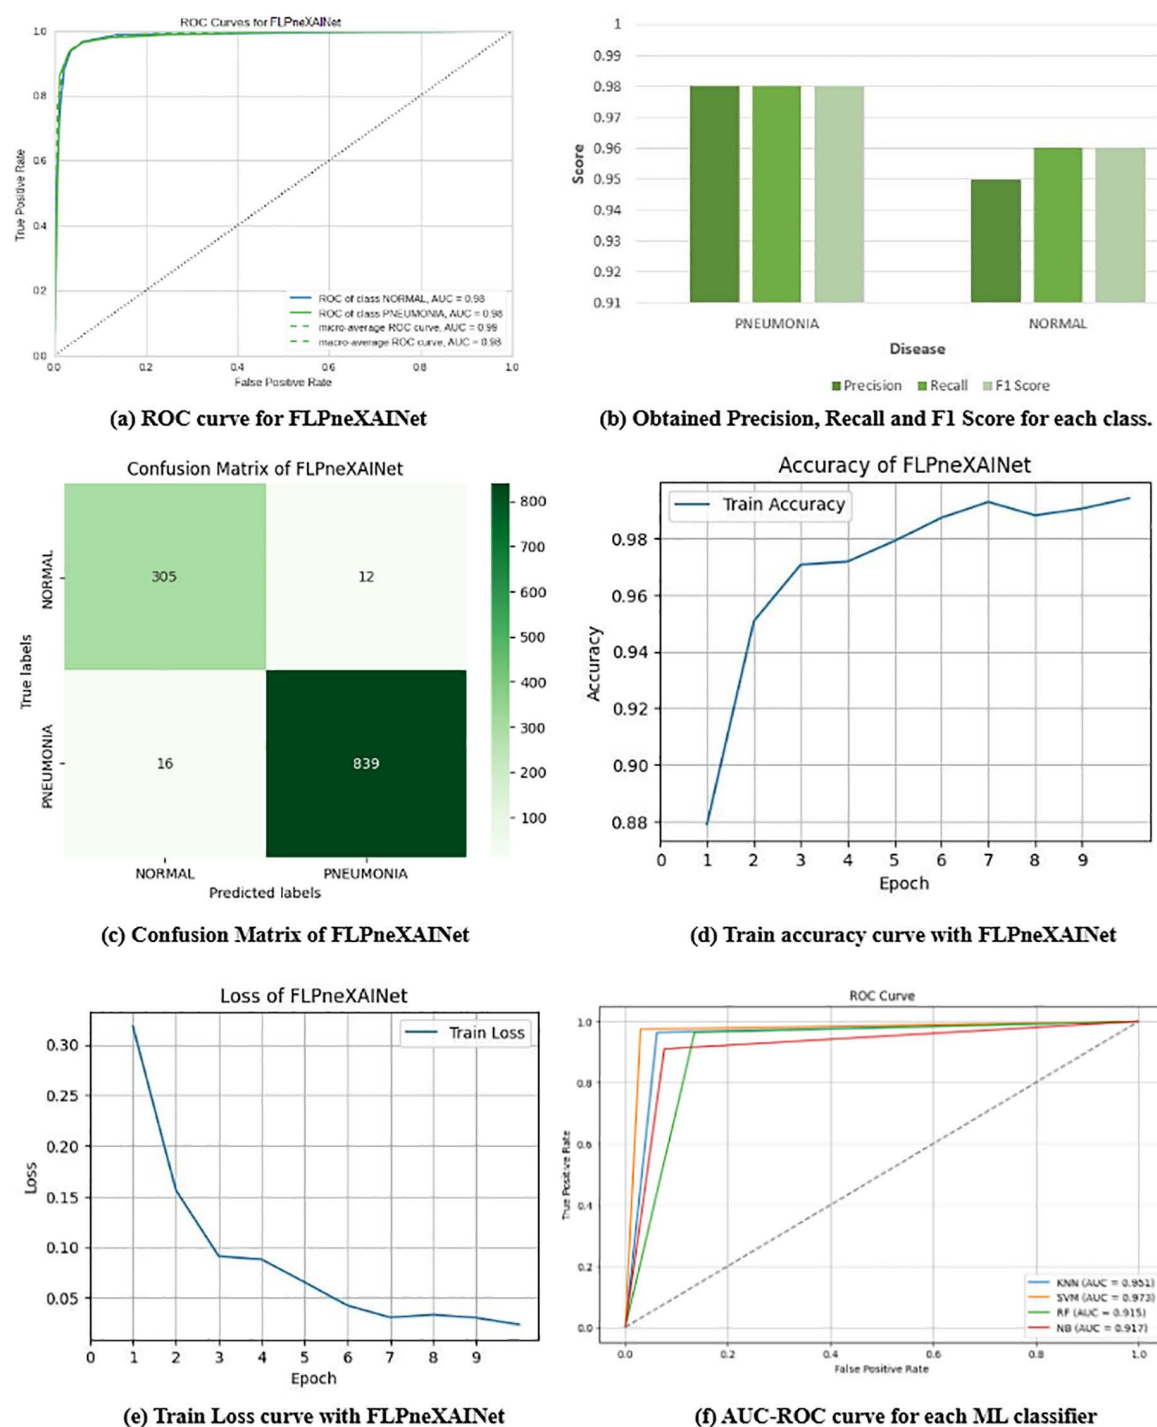 ROC Curves for FLPneXAINet
1.0
0.8
0.6
0.4
0.2
0.0
True Positive Rate
ROC of class NORMAL, AUC = 0.98
ROC of class PNEUMONIA, AUC = 0.98
micro-average ROC curve, AUC = 0.99
macro-average ROC curve, AUC = 0.98
0.0 0.2 0.4 0.6 0.8 1.0
False Positive Rate
(a) ROC curve for FLPneXAINet
1
0.99
0.98
0.97
0.96
0.95
0.94
0.93
0.92
0.91
Score
PNEUMONIA NORMAL
Disease
Precision Recall F1 Score
(b) Obtained Precision, Recall and F1 Score for each class.
Confusion Matrix of FLPneXAINet
True labels
NORMAL
PNEUMONIA
305 12
16 839
NORMAL PNEUMONIA
Predicted labels
800
700
600
500
400
300
200
100
(c) Confusion Matrix of FLPneXAINet
Accuracy of FLPneXAINet
Train Accuracy
0.98
0.96
0.94
0.92
0.90
0.88
Accuracy
0 1 2 3 4 5 6 7 8 9
Epoch
(d) Train accuracy curve with FLPneXAINet
Loss of FLPneXAINet
Train Loss
0.30
0.25
0.20
0.15
0.10
0.05
Loss
0 1 2 3 4 5 6 7 8 9
Epoch
(e) Train Loss curve with FLPneXAINet
ROC Curve
1.0
0.8
0.6
0.4
0.2
0.0
True Positive Rate
KNN (AUC = 0.951)
SVM (AUC = 0.973)
RF (AUC = 0.915)
NB (AUC = 0.917)
0.0 0.2 0.4 0.6 0.8 1.0
False Positive Rate
(f) AUC-ROC curve for each ML classifier